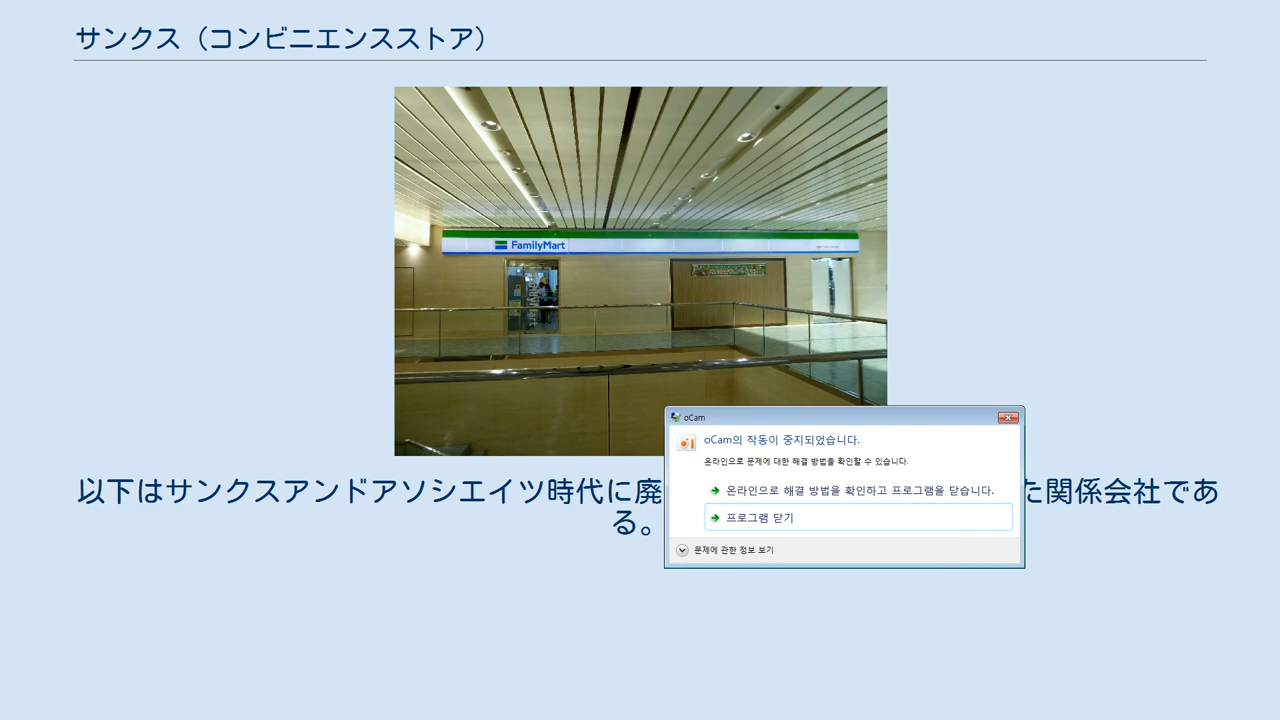 サンクス（コンビニエンスストア）
FamilyMart
FamilyMart
oCam
oCam의 작동이 중지되었습니다.
온라인으로 문제에 대한 해결 방법을 확인할 수 있습니다.
온라인으로 해결 방법을 확인하고 프로그램을 닫습니다.
프로그램 닫기
문제에 관한 정보 보기
以下はサンクスアンドアソシエイツ時代に廃 た関係会社であ
る。